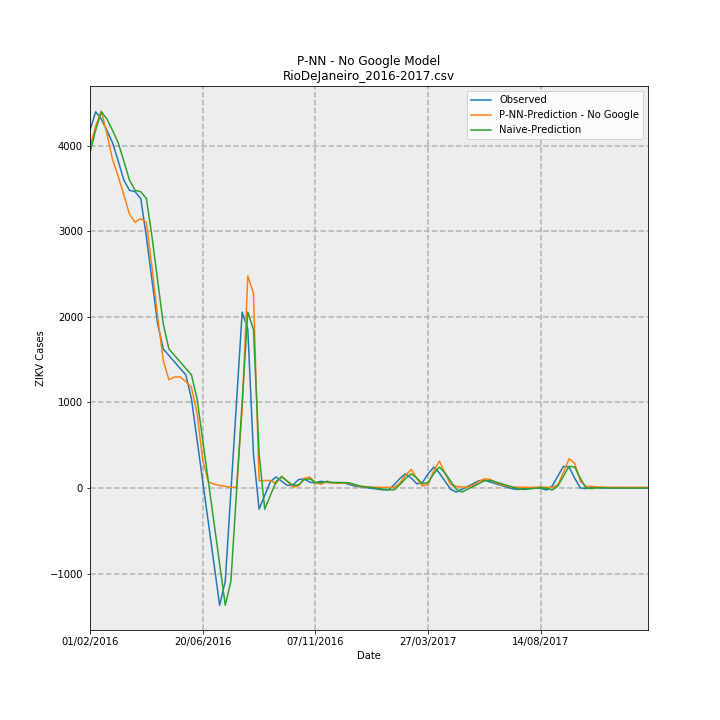 P-NN - No Google Model
RioDeJaneiro_2016-2017.csv
Observed
P-NN-Prediction - No Google
Naive-Prediction
ZIKV Cases
4000
3000
2000
1000
0
−1000
01/02/2016
20/06/2016
07/11/2016
27/03/2017
14/08/2017
Date